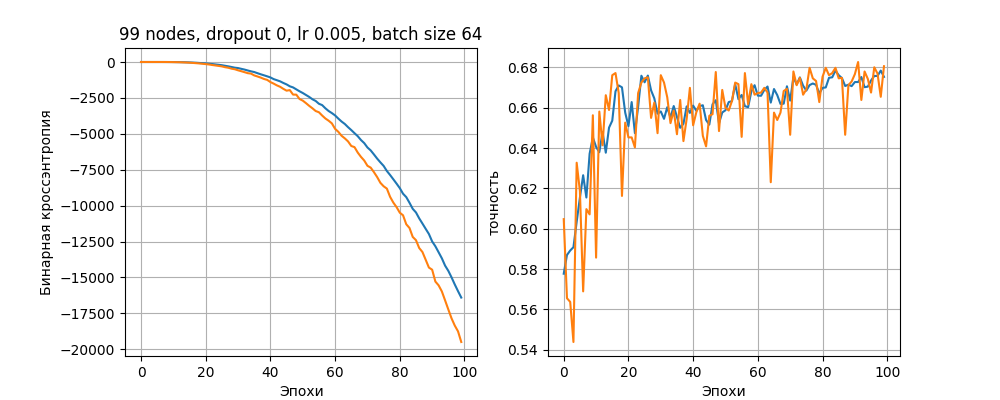 99 nodes, dropout 0, lr 0.005, batch size 64
Бинарная кроссэнтропия
0
−2500
−5000
−7500
−10000
−12500
−15000
−17500
−20000
0 20 40 60 80 100
Эпохи
точность
0.68
0.66
0.64
0.62
0.60
0.58
0.56
0.54
0 20 40 60 80 100
Эпохи